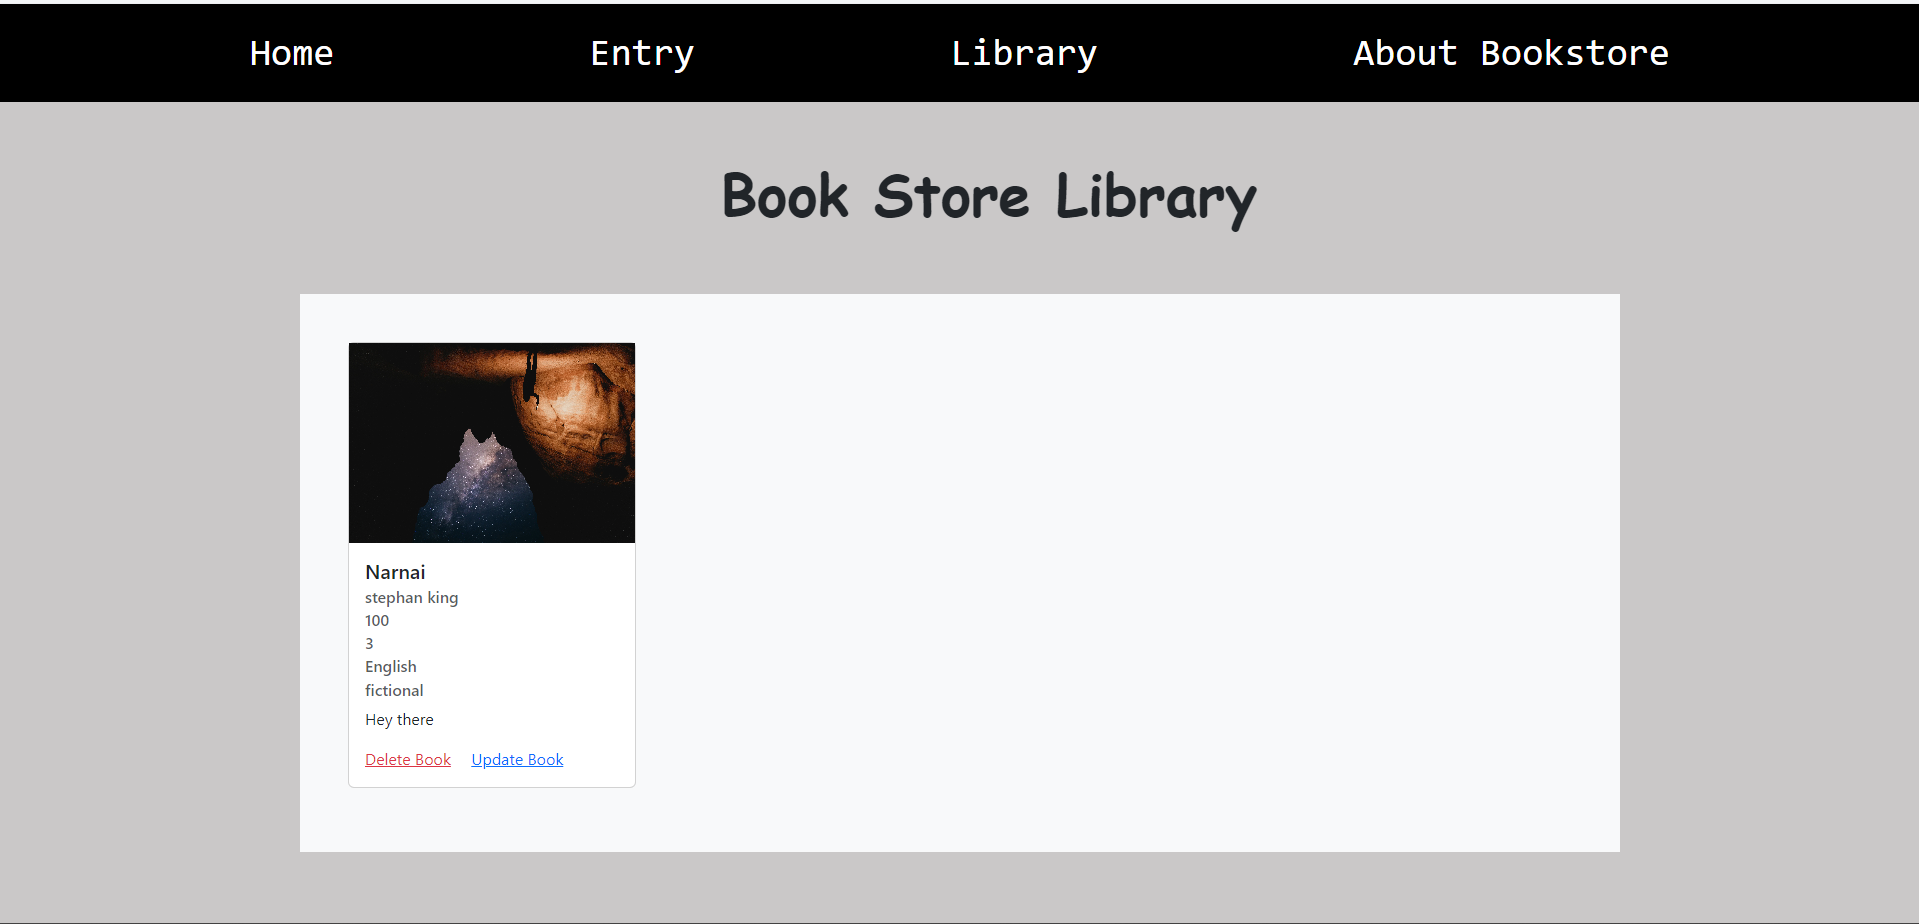 Home Entry Library About Bookstore
Book Store Library
Narnai
stephan king
100
3
English
fictional
Hey there
Delete Book Update Book